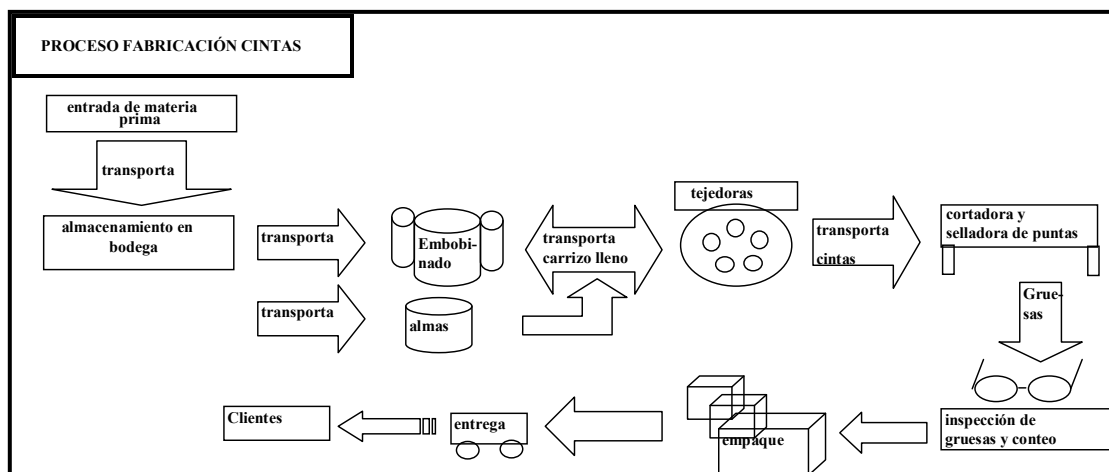 PROCESO FABRICACIÓN CINTAS
entrada de materia
prima
transporta
almacenamiento en
bodega
transporta
Embobi-
nado
transporta
carrizo lleno
tejedoras
transporta
cintas
cortadora y
selladora de puntas
transporta
almas
Grue-
sas
inspección de
gruesas y conteo
empaque
entrega
Clientes